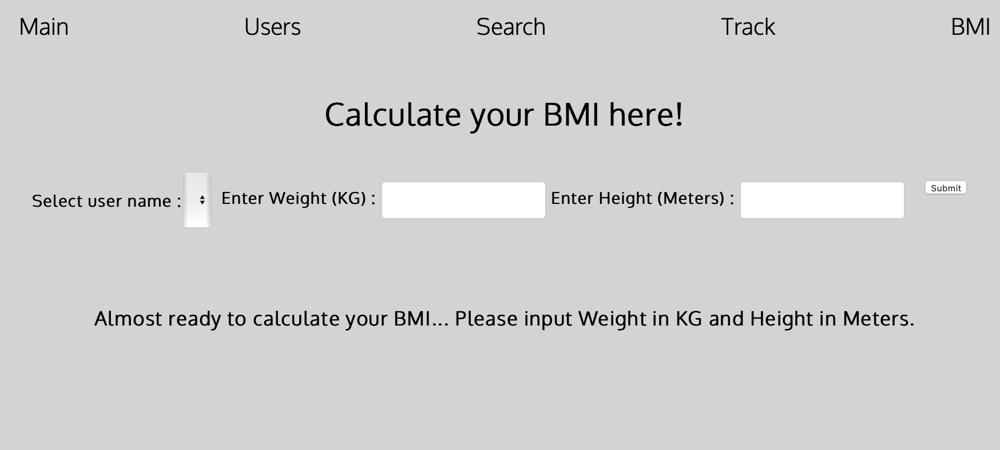 Main Users Search Track BMI
Calculate your BMI here!
Select user name : Enter Weight (KG) : Enter Height (Meters) : Submit
Almost ready to calculate your BMI... Please input Weight in KG and Height in Meters.